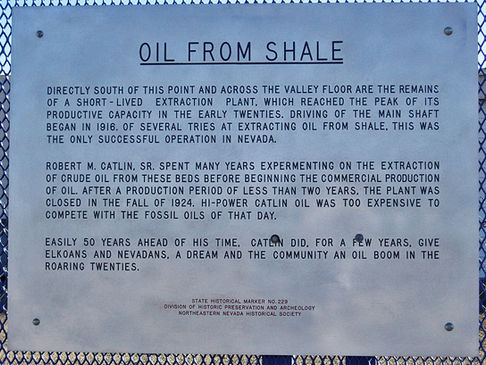 OIL FROM SHALE
DIRECTLY SOUTH OF THIS POINT AND ACROSS THE VALLEY FLOOR ARE THE REMAINS
OF A SHORT-LIVED EXTRACTION PLANT, WHICH REACHED THE PEAK OF ITS
PRODUCTIVE CAPACITY IN THE EARLY TWENTIES. DRIVING OF THE MAIN SHAFT
BEGAN IN 1916. OF SEVERAL TRIES AT EXTRACTING OIL FROM SHALE, THIS WAS
THE ONLY SUCCESSFUL OPERATION IN NEVADA.
ROBERT M. CATLIN, SR. SPENT MANY YEARS EXPERMENTING ON THE EXTRACTION
OF CRUDE OIL FROM THESE BEDS BEFORE BEGINNING THE COMMERCIAL PRODUCTION
OF OIL. AFTER A PRODUCTION PERIOD OF LESS THAN TWO YEARS, THE PLANT WAS
CLOSED IN THE FALL OF 1924. HI-POWER CATLIN OIL WAS TOO EXPENSIVE TO
COMPETE WITH THE FOSSIL OILS OF THAT DAY.
EASILY 50 YEARS AHEAD OF HIS TIME, CATLIN DID, FOR A FEW YEARS, GIVE
ELKOANS AND NEVADANS, A DREAM AND THE COMMUNITY AN OIL BOOM IN THE
ROARING TWENTIES.
STATE HISTORICAL MARKER NO. 229
DIVISION OF HISTORIC PRESERVATION AND ARCHEOLOGY
NORTHEASTERN NEVADA HISTORICAL SOCIETY